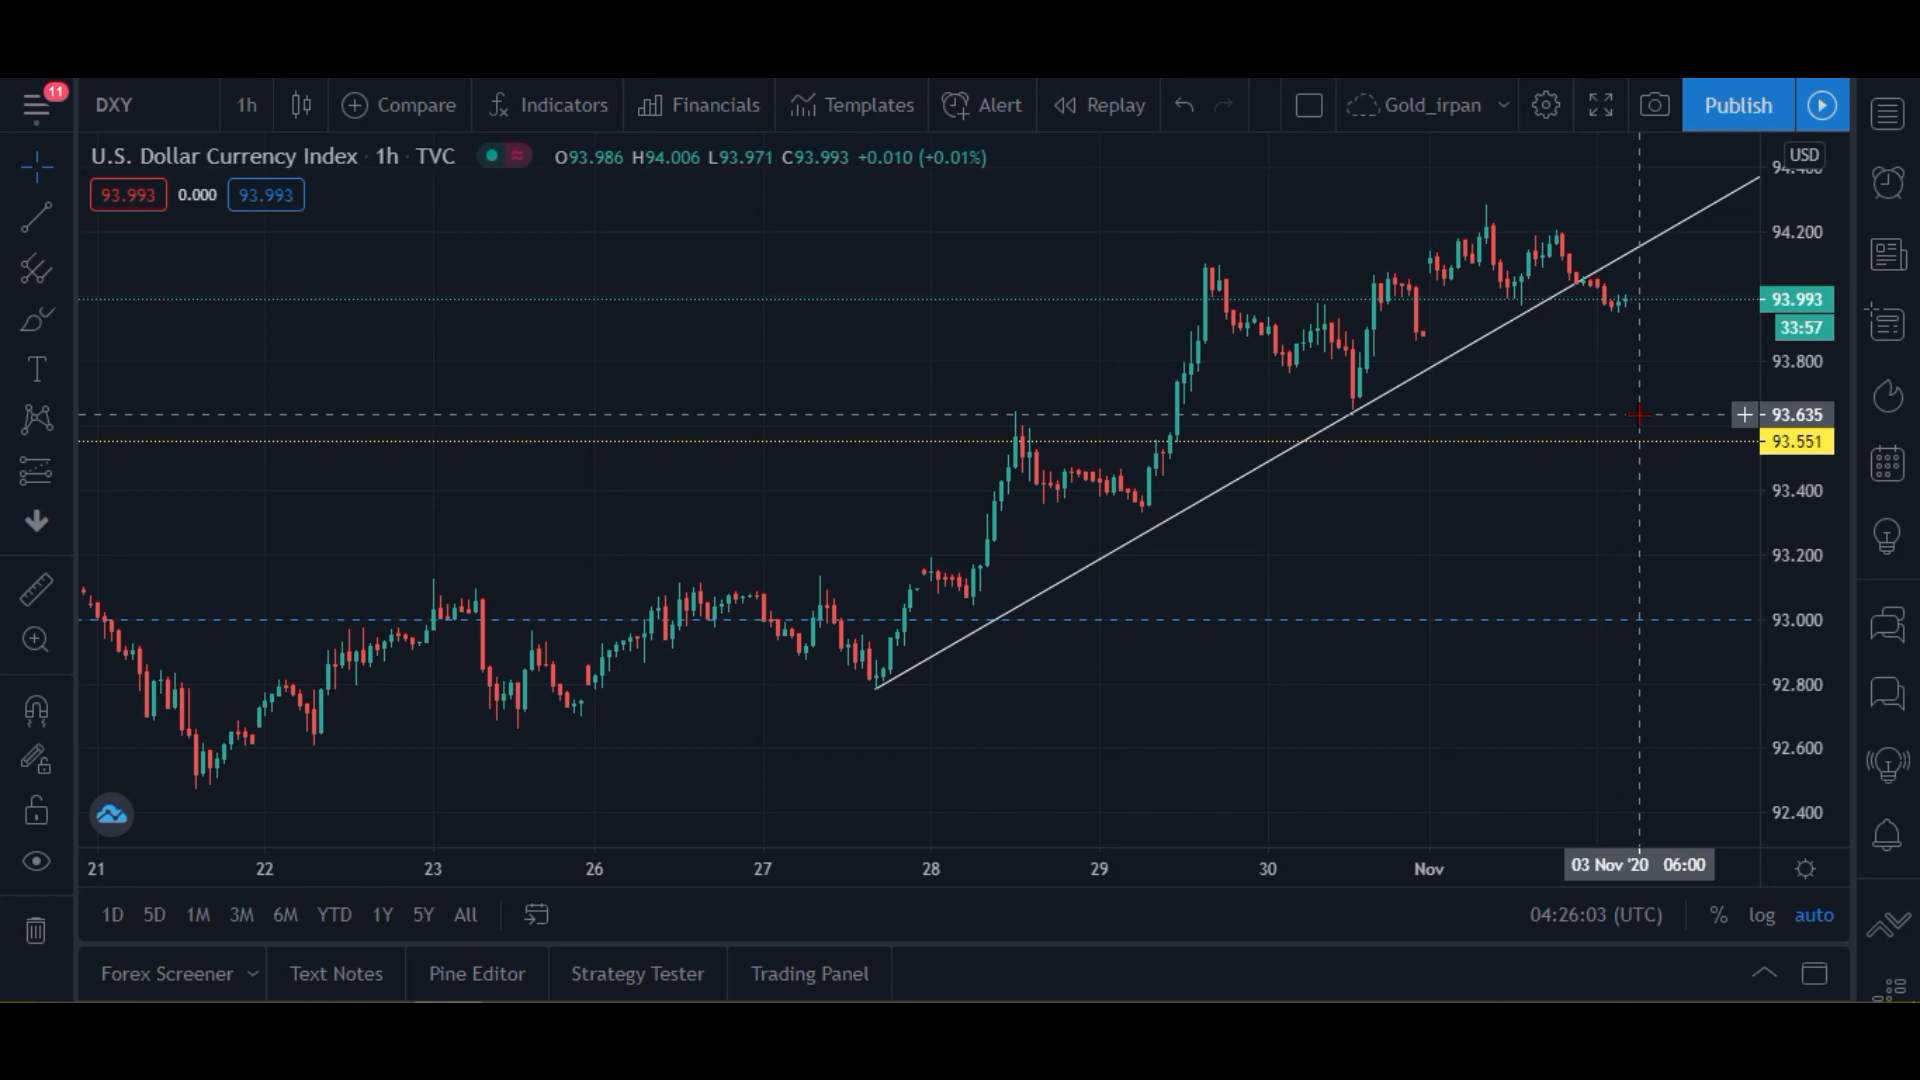 11
DXY 1h Compare Indicators Financials Templates Alert Replay Gold_irpan Publish
U.S. Dollar Currency Index · 1h · TVC O93.986 H94.006 L93.971 C93.993 +0.010 (+0.01%)
93.993 0.000 93.993
USD
94.400
94.200
93.993
33:57
93.800
93.635
93.551
93.400
93.200
93.000
92.800
92.600
92.400
21 22 23 26 27 28 29 30 Nov 03 Nov '20 06:00
1D 5D 1M 3M 6M YTD 1Y 5Y All 04:26:03 (UTC) % log auto
Forex Screener Text Notes Pine Editor Strategy Tester Trading Panel